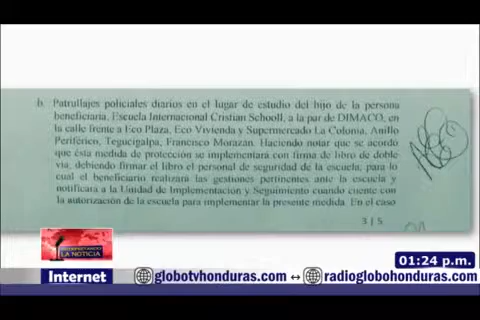 b. Patrullajes policiales diarios en el lugar de estudio del hijo de la persona
beneficiaria, Escuela Internacional Cristian Schooll, a la par de DIMACO, en
la calle frente a Eco Plaza, Eco Vivienda y Supermercado La Colonia, Anillo
Periférico, Tegucigalpa, Francisco Morazán. Haciendo notar que se acordo
que ésta medida de protección se implementará con firma de libro de doble
vía, debiendo firmar el libro el personal de seguridad de la escuela; para lo
cual el beneficiario realizará las gestiones pertinentes ante la escuela y
notificará a la Unidad de Implementación y Seguimiento cuando cuente con
la autorización de la escuela para implementar la presente medida. En el caso
3 | 5
INTERPRETANDO
LA NOTICIA
01:24 p.m.
Internet
globotvhonduras.com ↔ radioglobohonduras.com